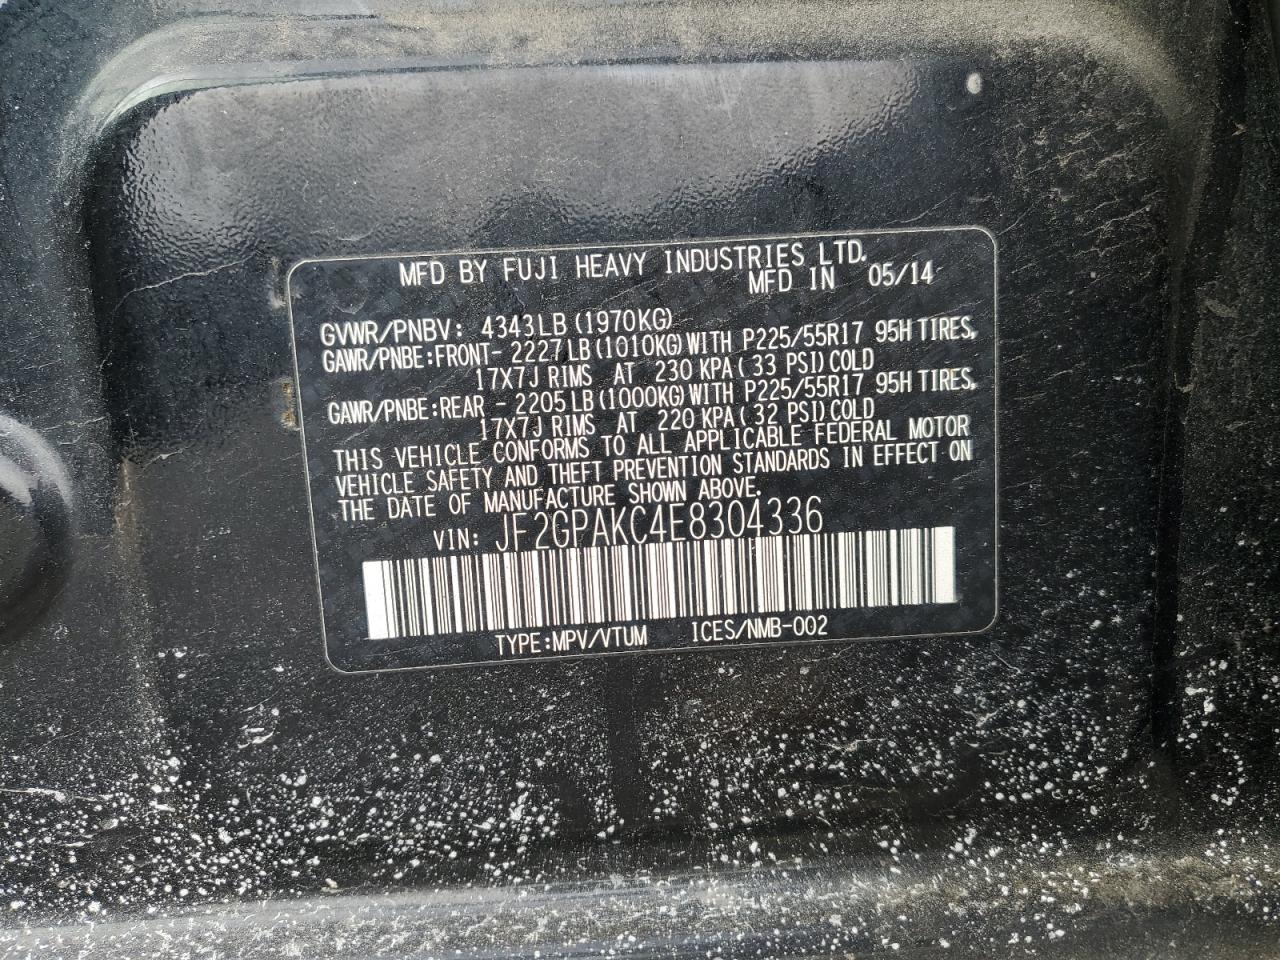 MFD BY FUJI HEAVY INDUSTRIES LTD.
MFD IN 05/14
GVWR/PNBV: 4343LB(1970KG)
GAWR/PNBE:FRONT- 2227LB(1010KG)WITH P225/55R17 95H TIRES,
17X7J RIMS AT 230 KPA(33 PSI)COLD
GAWR/PNBE:REAR - 2205LB(1000KG)WITH P225/55R17 95H TIRES,
17X7J RIMS AT 220 KPA(32 PSI)COLD
THIS VEHICLE CONFORMS TO ALL APPLICABLE FEDERAL MOTOR
VEHICLE SAFETY AND THEFT PREVENTION STANDARDS IN EFFECT ON
THE DATE OF MANUFACTURE SHOWN ABOVE.
VIN: JF2GPAKC4E8304336
TYPE:MPV/VTUM ICES/NMB-002